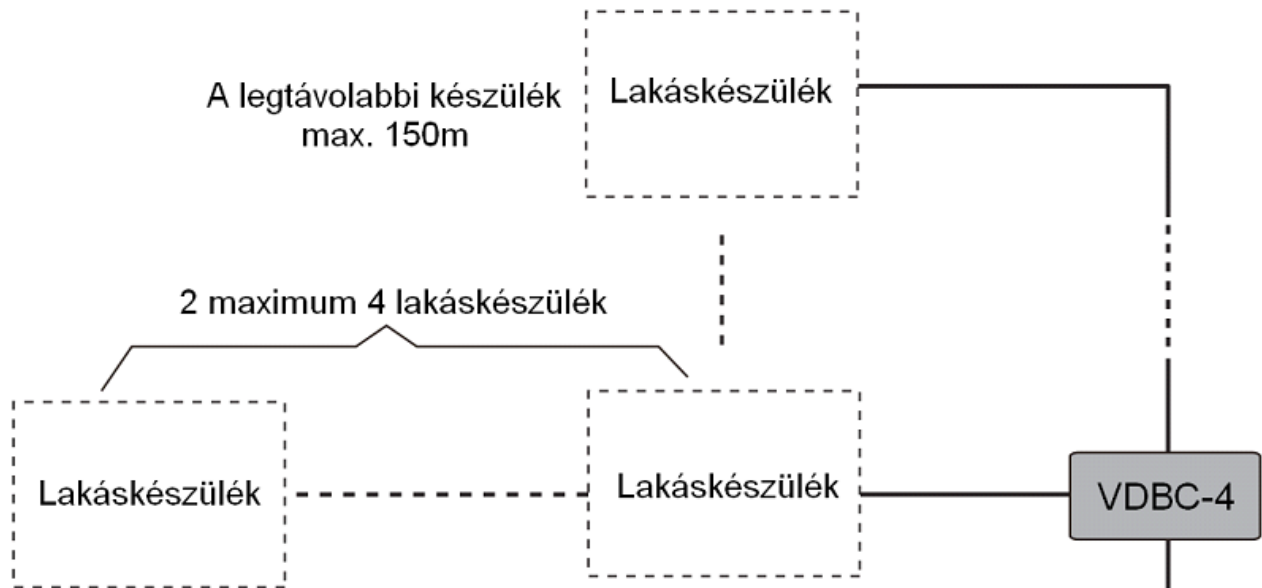 A legtávolabbi készülék
max. 150m
Lakáskészülék
2 maximum 4 lakáskészülék
Lakáskészülék
Lakáskészülék
VDBC-4